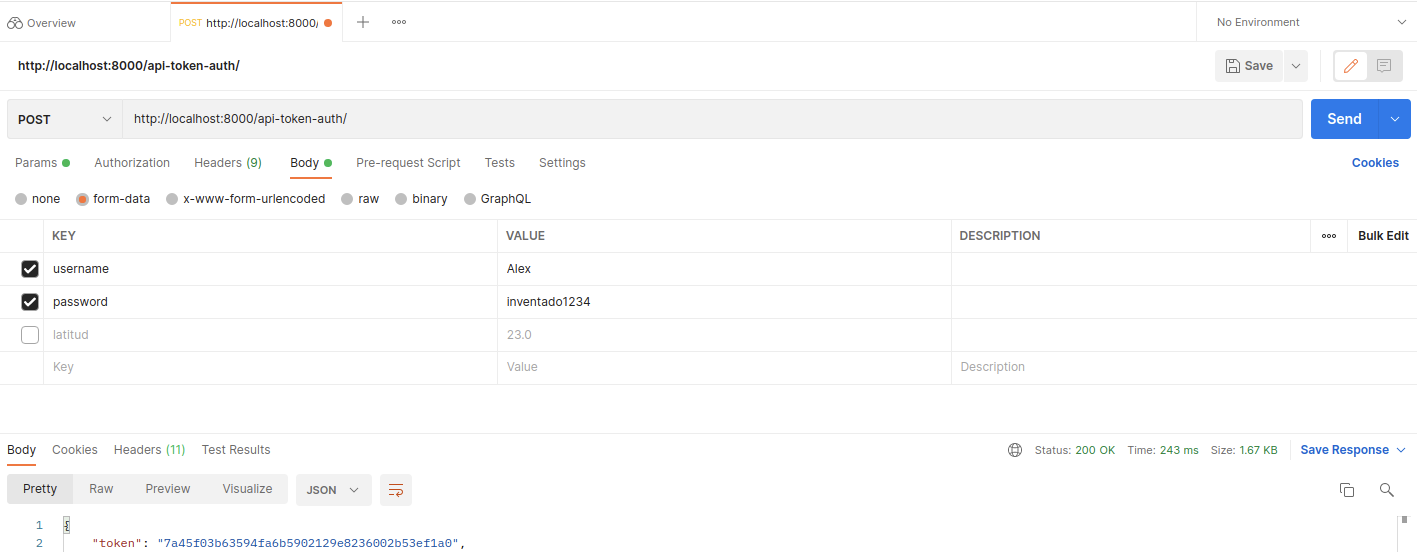 Overview
POST http://localhost:8000/
No Environment
http://localhost:8000/api-token-auth/
Save
POST
http://localhost:8000/api-token-auth/
Send
Params Authorization Headers (9) Body Pre-request Script Tests Settings Cookies
none form-data x-www-form-urlencoded raw binary GraphQL
KEY VALUE DESCRIPTION Bulk Edit
username Alex
password inventado1234
latitud 23.0
Key Value Description
Body Cookies Headers (11) Test Results Status: 200 OK Time: 243 ms Size: 1.67 KB Save Response
Pretty Raw Preview Visualize JSON
1 {
2 "token": "7a45f03b63594fa6b5902129e8236002b53ef1a0",